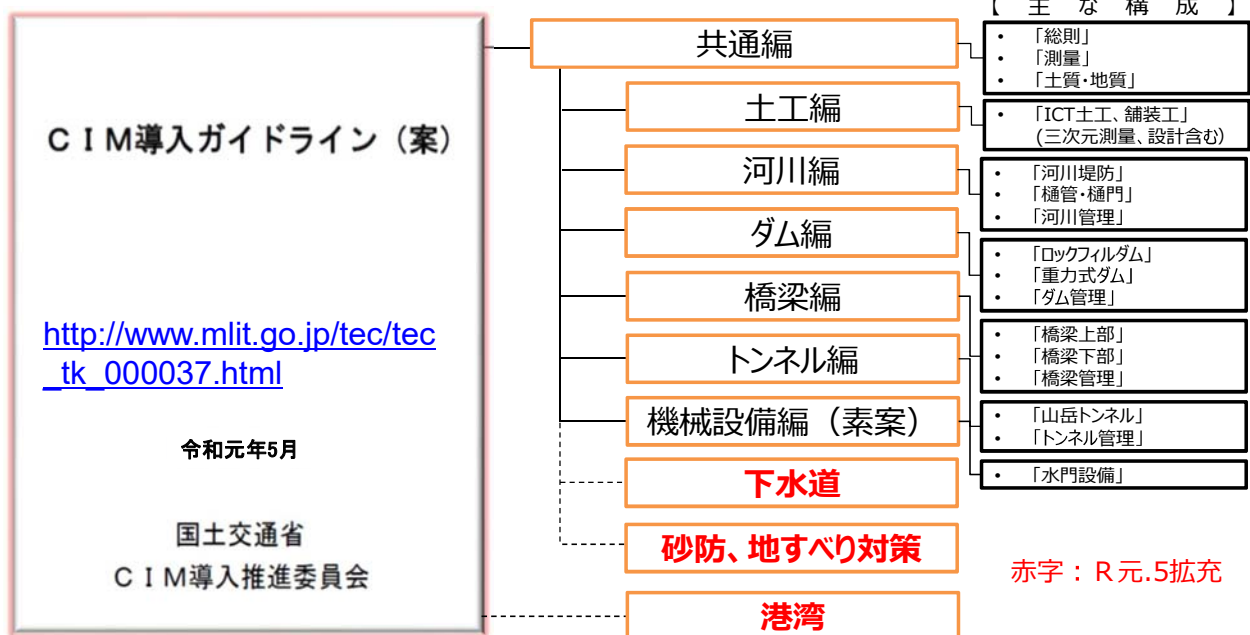 ＣＩＭ導入ガイドライン（案）
http://www.mlit.go.jp/tec/tec
_tk_000037.html
令和元年5月
国土交通省
ＣＩＭ導入推進委員会
共通編
土工編
河川編
ダム編
橋梁編
トンネル編
機械設備編（素案）
下水道
砂防、地すべり対策
港湾
【 主 な 構 成 】
・ 「総則」
・ 「測量」
・ 「土質・地質」
・ 「ICT土工、舗装工」
(三次元測量、設計含む)
・ 「河川堤防」
・ 「樋管・樋門」
・ 「河川管理」
・ 「ロックフィルダム」
・ 「重力式ダム」
・ 「ダム管理」
・ 「橋梁上部」
・ 「橋梁下部」
・ 「橋梁管理」
・ 「山岳トンネル」
・ 「トンネル管理」
・ 「水門設備」
赤字：Ｒ元.5拡充